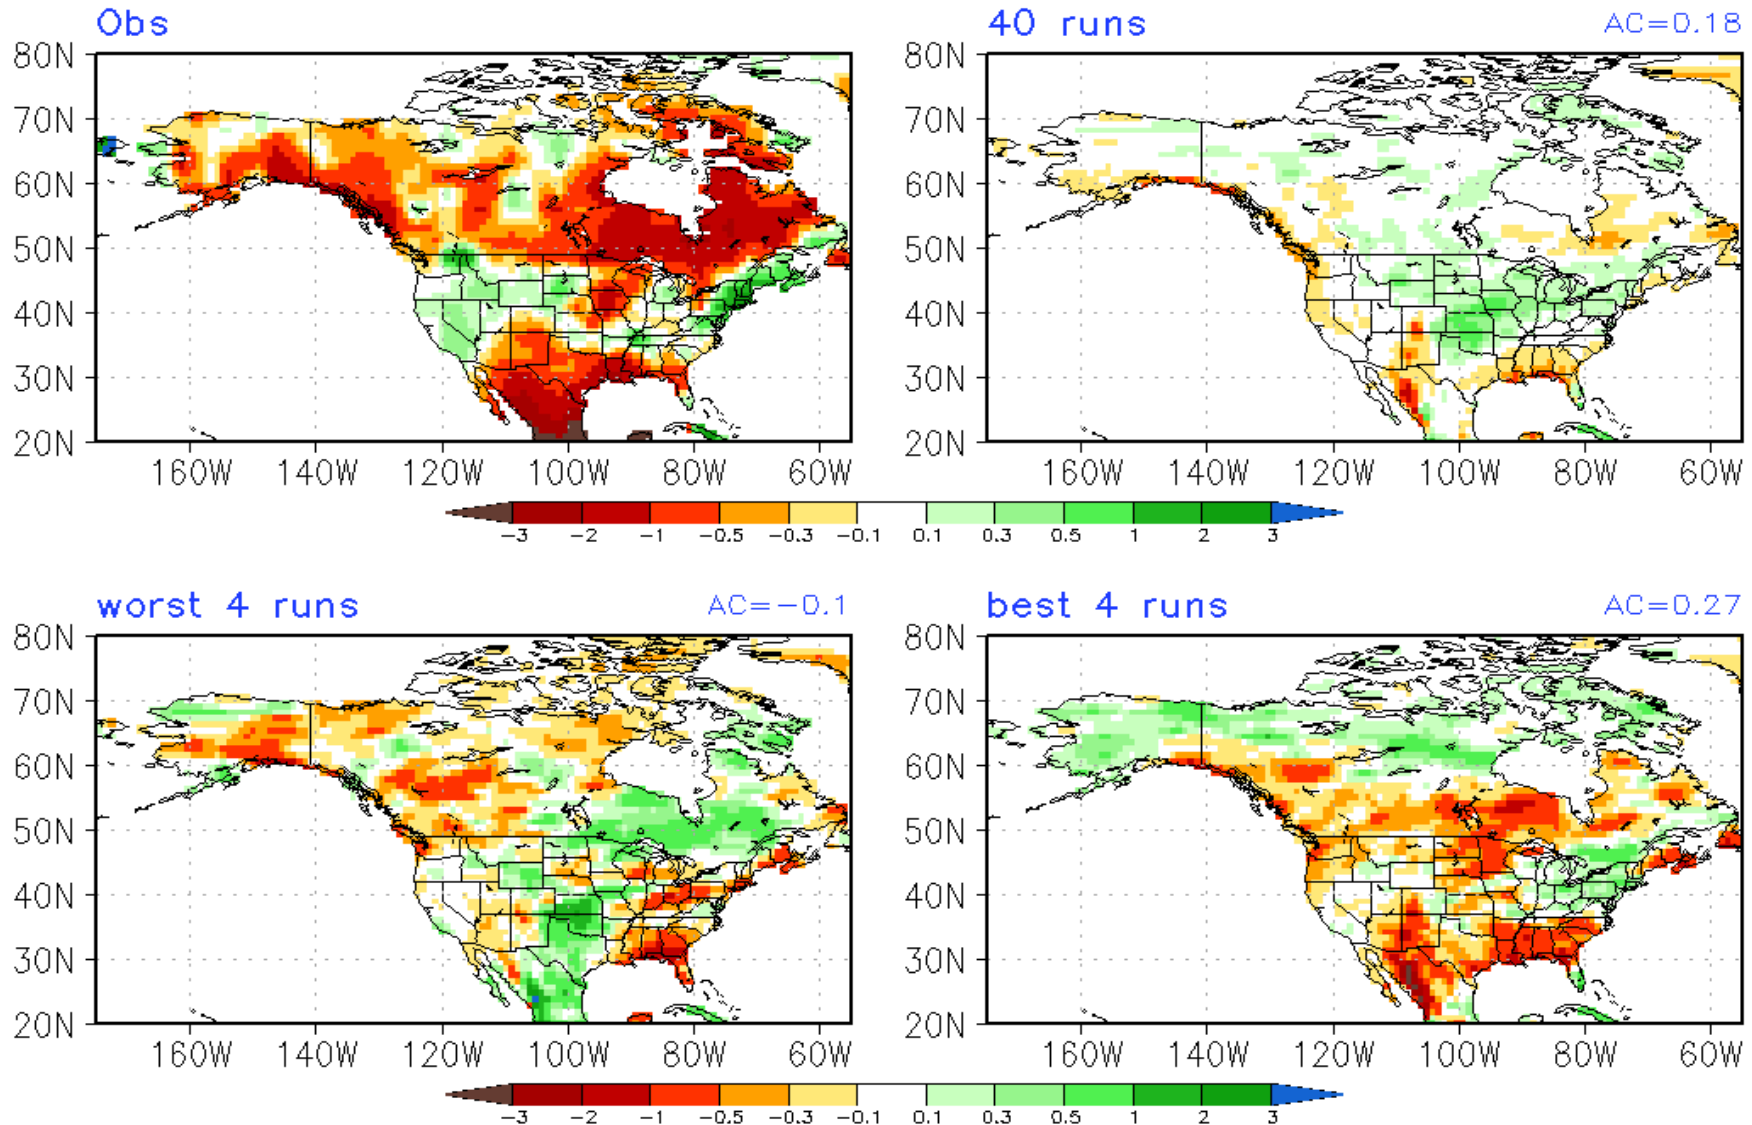 Obs
40 runs AC=0.18
80N 80N
70N 70N
60N 60N
50N 50N
40N 40N
30N 30N
20N 20N
160W 140W 120W 100W 80W 60W 160W 140W 120W 100W 80W 60W
-3 -2 -1 -0.5 -0.3 -0.1 0.1 0.3 0.5 1 2 3
worst 4 runs AC=-0.1
best 4 runs AC=0.27
80N 80N
70N 70N
60N 60N
50N 50N
40N 40N
30N 30N
20N 20N
160W 140W 120W 100W 80W 60W 160W 140W 120W 100W 80W 60W
-3 -2 -1 -0.5 -0.3 -0.1 0.1 0.3 0.5 1 2 3